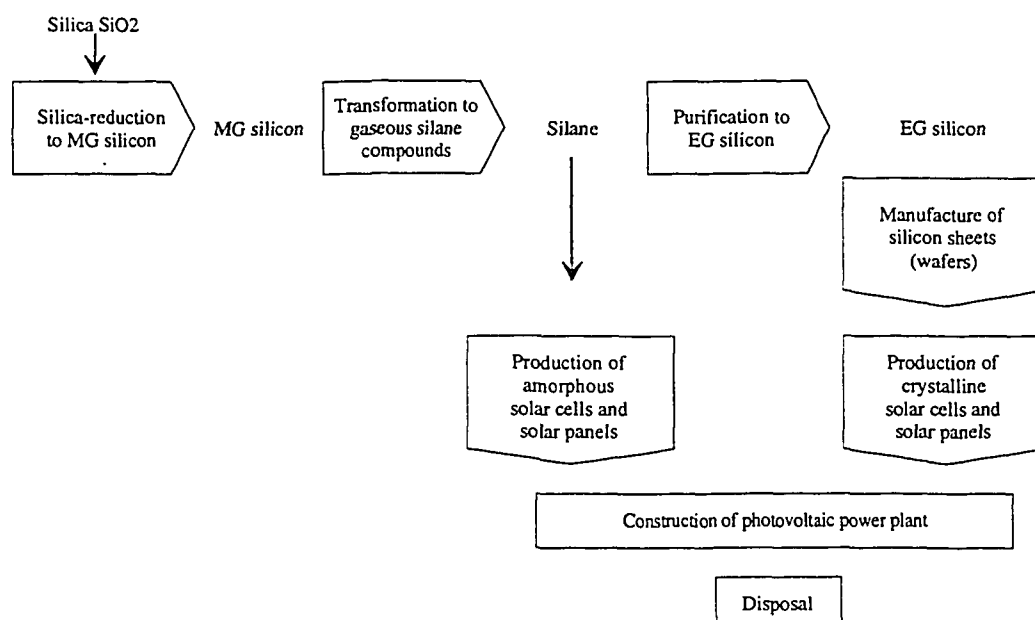 Silica SiO2
Silica-reduction
to MG silicon
MG silicon
Transformation to
gaseous silane
compounds
Silane
Purification to
EG silicon
EG silicon
Manufacture of
silicon sheets
(wafers)
Production of
amorphous
solar cells and
solar panels
Production of
crystalline
solar cells and
solar panels
Construction of photovoltaic power plant
Disposal